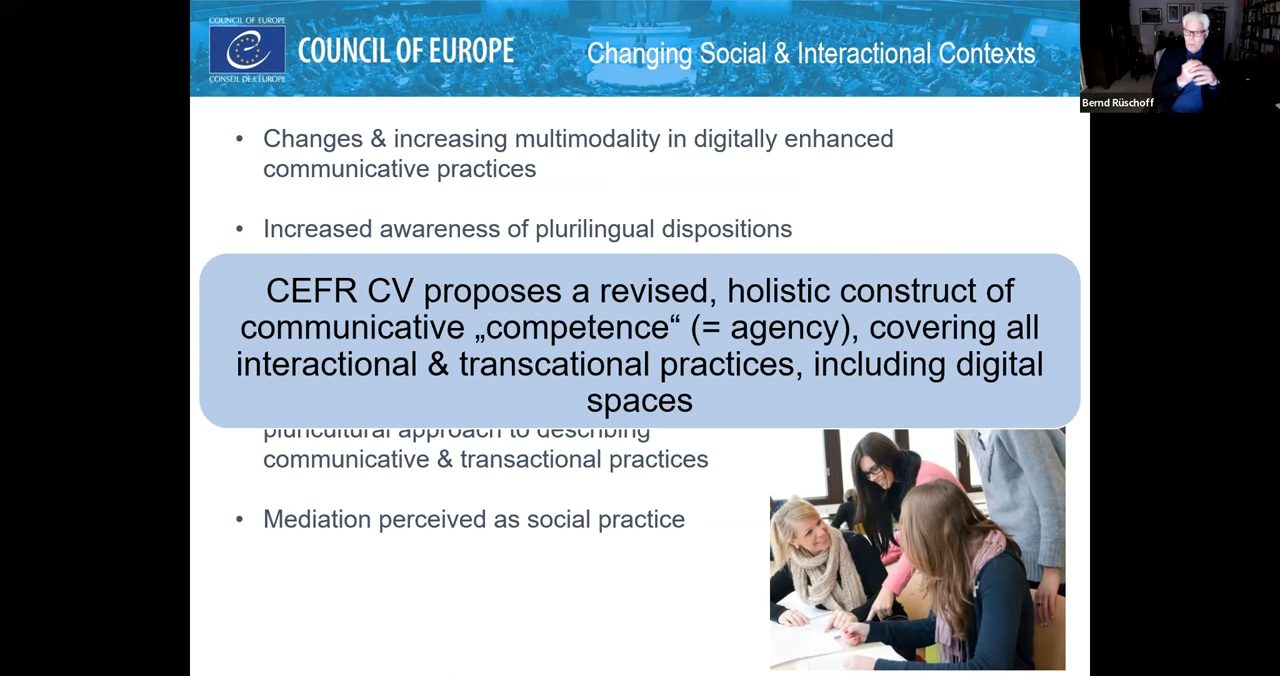 COUNCIL OF EUROPE
COUNCIL OF EUROPE
CONSEIL DE L'EUROPE
Changing Social & Interactional Contexts
Bernd Rüschoff
• Changes & increasing multimodality in digitally enhanced
communicative practices
• Increased awareness of plurilingual dispositions
CEFR CV proposes a revised, holistic construct of
communicative „competence“ (= agency), covering all
interactional & transcational practices, including digital
spaces
pluricultural approach to describing
communicative & transactional practices
• Mediation perceived as social practice